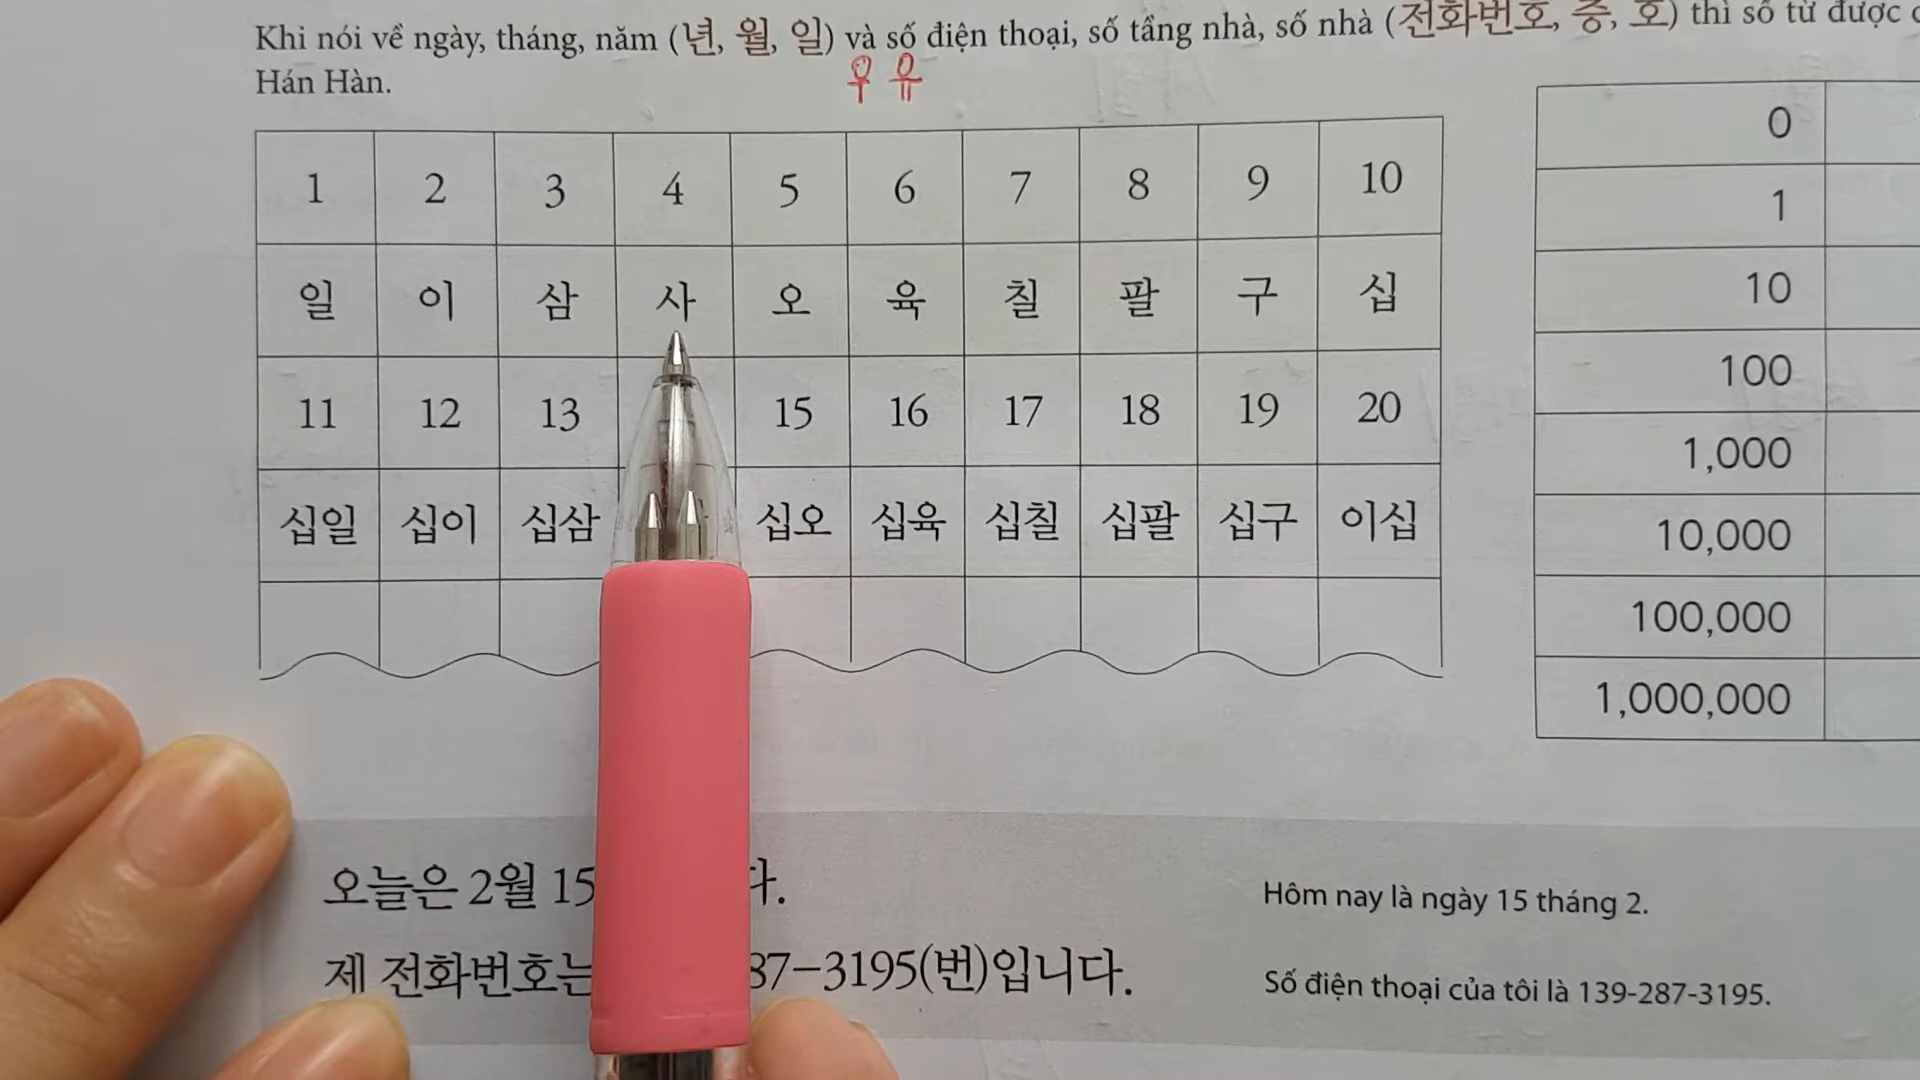 Khi nói về ngày, tháng, năm (년, 월, 일) và số điện thoại, số tầng nhà, số nhà (전화번호, 층, 호) thì số từ được
Hán Hàn.
우 유
1 2 3 4 5 6 7 8 9 10
일 이 삼 사 오 육 칠 팔 구 십
11 12 13 15 16 17 18 19 20
십일 십이 십삼 십오 십육 십칠 십팔 십구 이십
0
1
10
100
1,000
10,000
100,000
1,000,000
오늘은 2월 15 다.
Hôm nay là ngày 15 tháng 2.
제 전화번호는 87-3195(번)입니다.
Số điện thoại của tôi là 139-287-3195.